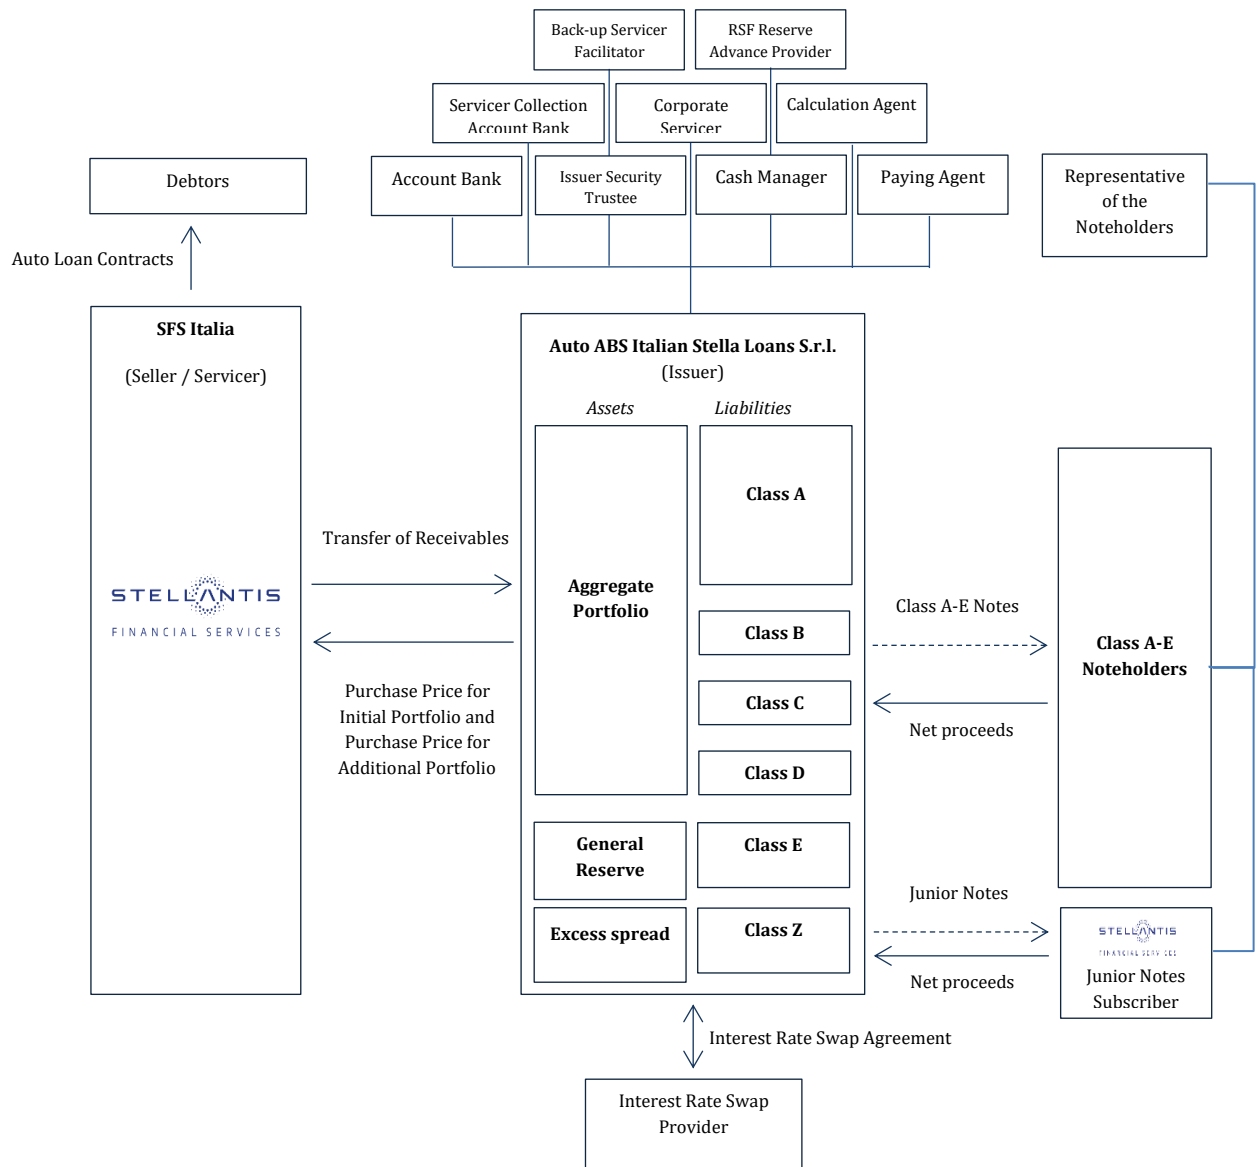 Back-up Servicer
Facilitator
RSF Reserve
Advance Provider
Servicer Collection
Account Bank
Corporate
Servicer
Calculation Agent
Debtors
Account Bank
Issuer Security
Trustee
Cash Manager
Paying Agent
Representative
of the
Noteholders
Auto Loan Contracts
SFS Italia
(Seller / Servicer)
STELLANTIS
FINANCIAL SERVICES
Transfer of Receivables
Purchase Price for
Initial Portfolio and
Purchase Price for
Additional Portfolio
Auto ABS Italian Stella Loans S.r.l.
(Issuer)
Assets
Liabilities
Aggregate
Portfolio
General
Reserve
Excess spread
Class A
Class B
Class C
Class D
Class E
Class Z
Class A-E Notes
Net proceeds
Class A-E
Noteholders
Junior Notes
Net proceeds
STELLANTIS
FINANCIAL SERVICES
Junior Notes
Subscriber
Interest Rate Swap Agreement
Interest Rate Swap
Provider